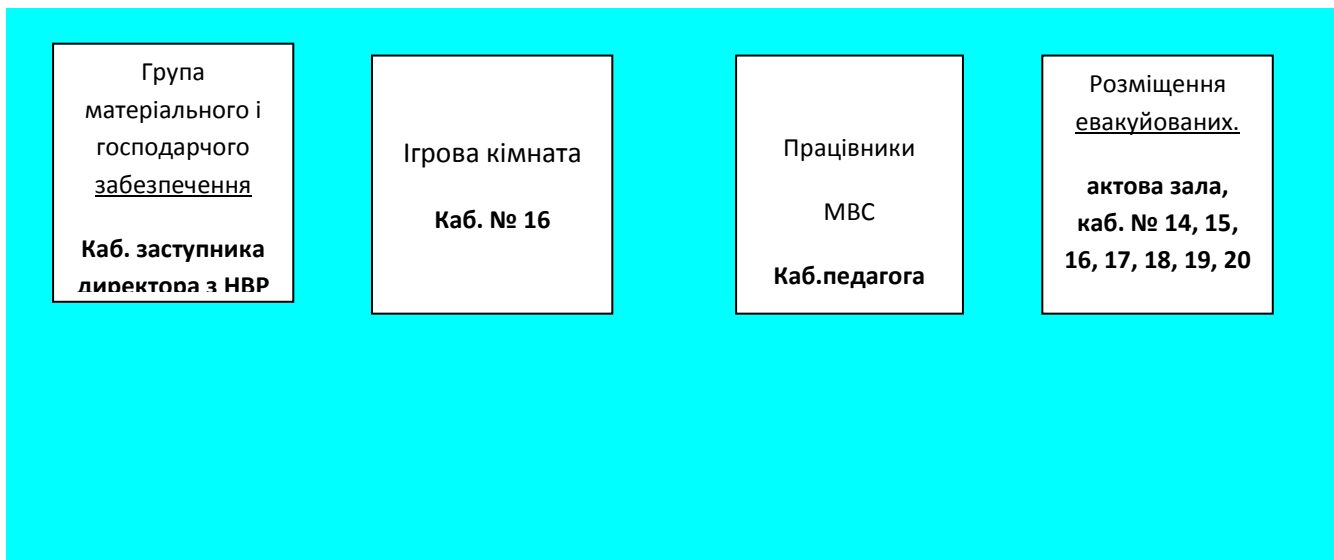 Група
матеріального і
господарчого
забезпечення
Каб. заступника
директора з НВР
Ігрова кімната
Каб. № 16
Працівники
МВС
Каб.педагога
Розміщення
евакуйованих.
актова зала,
каб. № 14, 15,
16, 17, 18, 19, 20